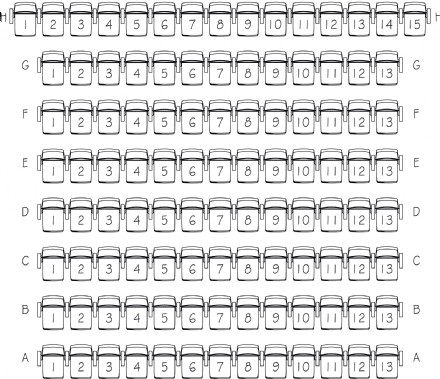 H 1 2 3 4 5 6 7 8 9 10 11 12 13 14 15 H
G 1 2 3 4 5 6 7 8 9 10 11 12 13 G
F 1 2 3 4 5 6 7 8 9 10 11 12 13 F
E 1 2 3 4 5 6 7 8 9 10 11 12 13 E
D 1 2 3 4 5 6 7 8 9 10 11 12 13 D
C 1 2 3 4 5 6 7 8 9 10 11 12 13 C
B 1 2 3 4 5 6 7 8 9 10 11 12 13 B
A 1 2 3 4 5 6 7 8 9 10 11 12 13 A